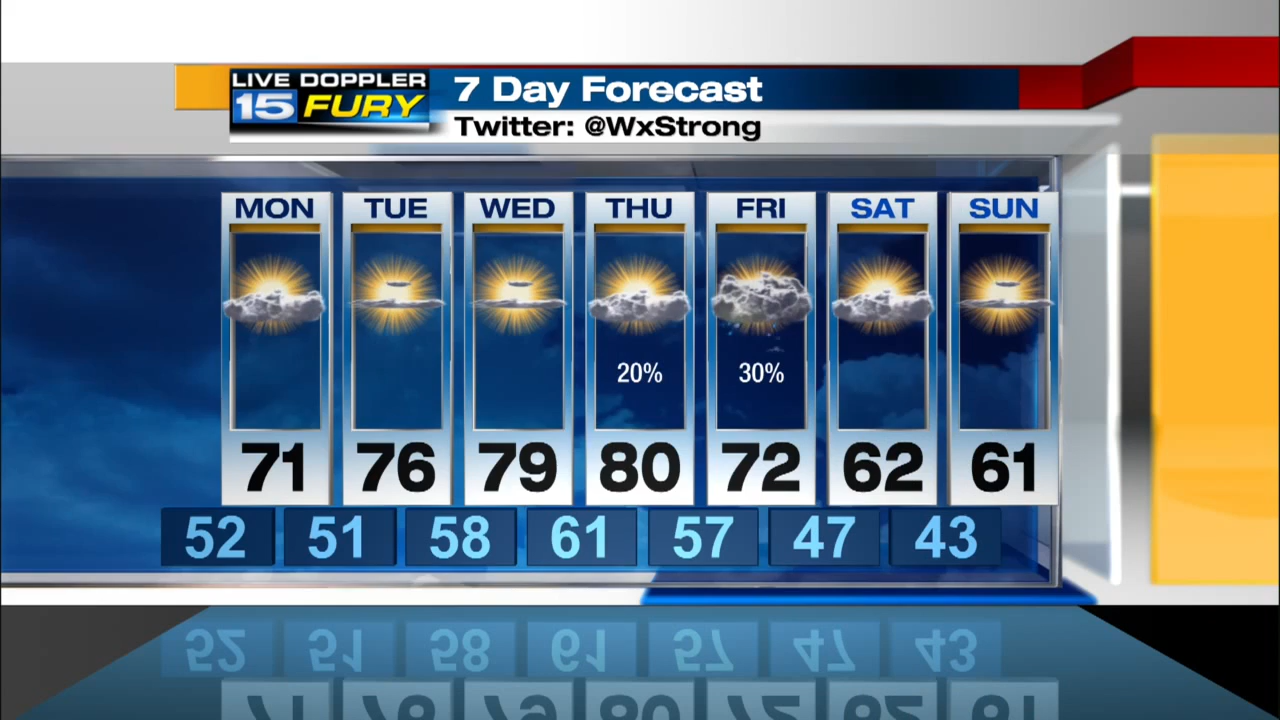 LIVE DOPPLER
15 FURY
7 Day Forecast
Twitter: @WxStrong
MON TUE WED THU FRI SAT SUN
20% 30%
71 76 79 80 72 62 61
52 51 58 61 57 47 43